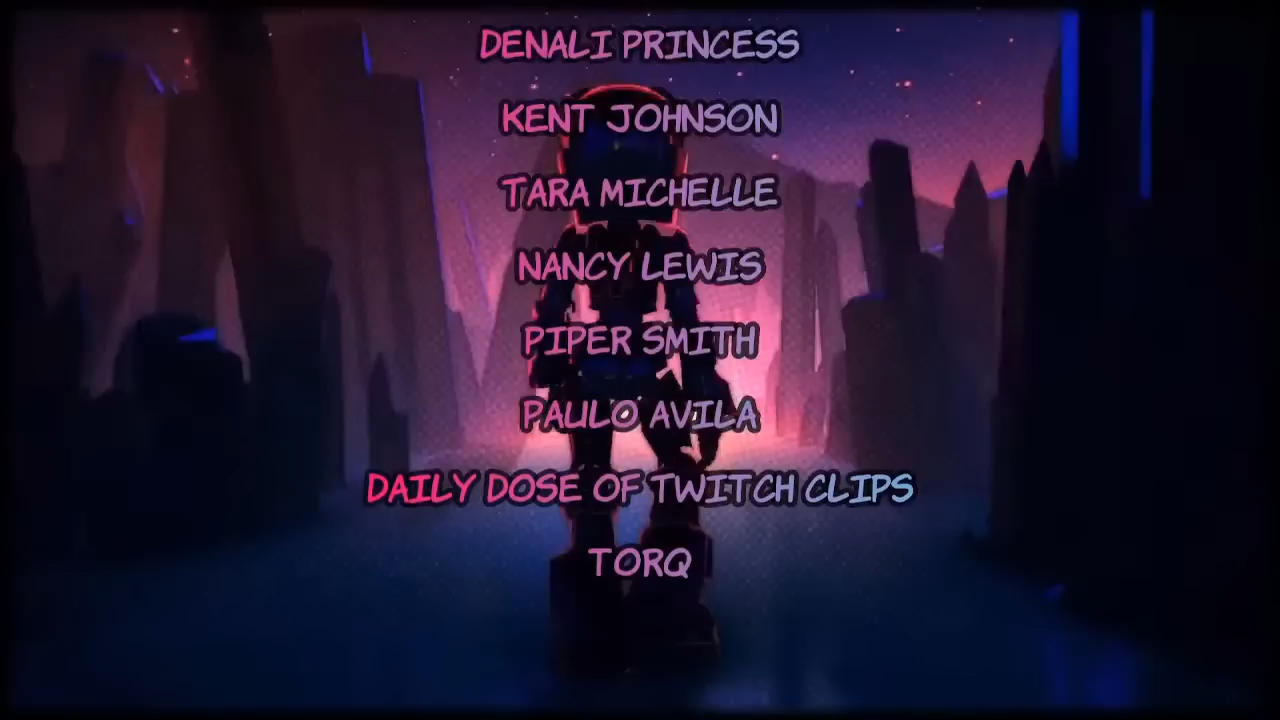 DENALI PRINCESS
KENT JOHNSON
TARA MICHELLE
NANCY LEWIS
PIPER SMITH
PAULO AVILA
DAILY DOSE OF TWITCH CLIPS
TORQ